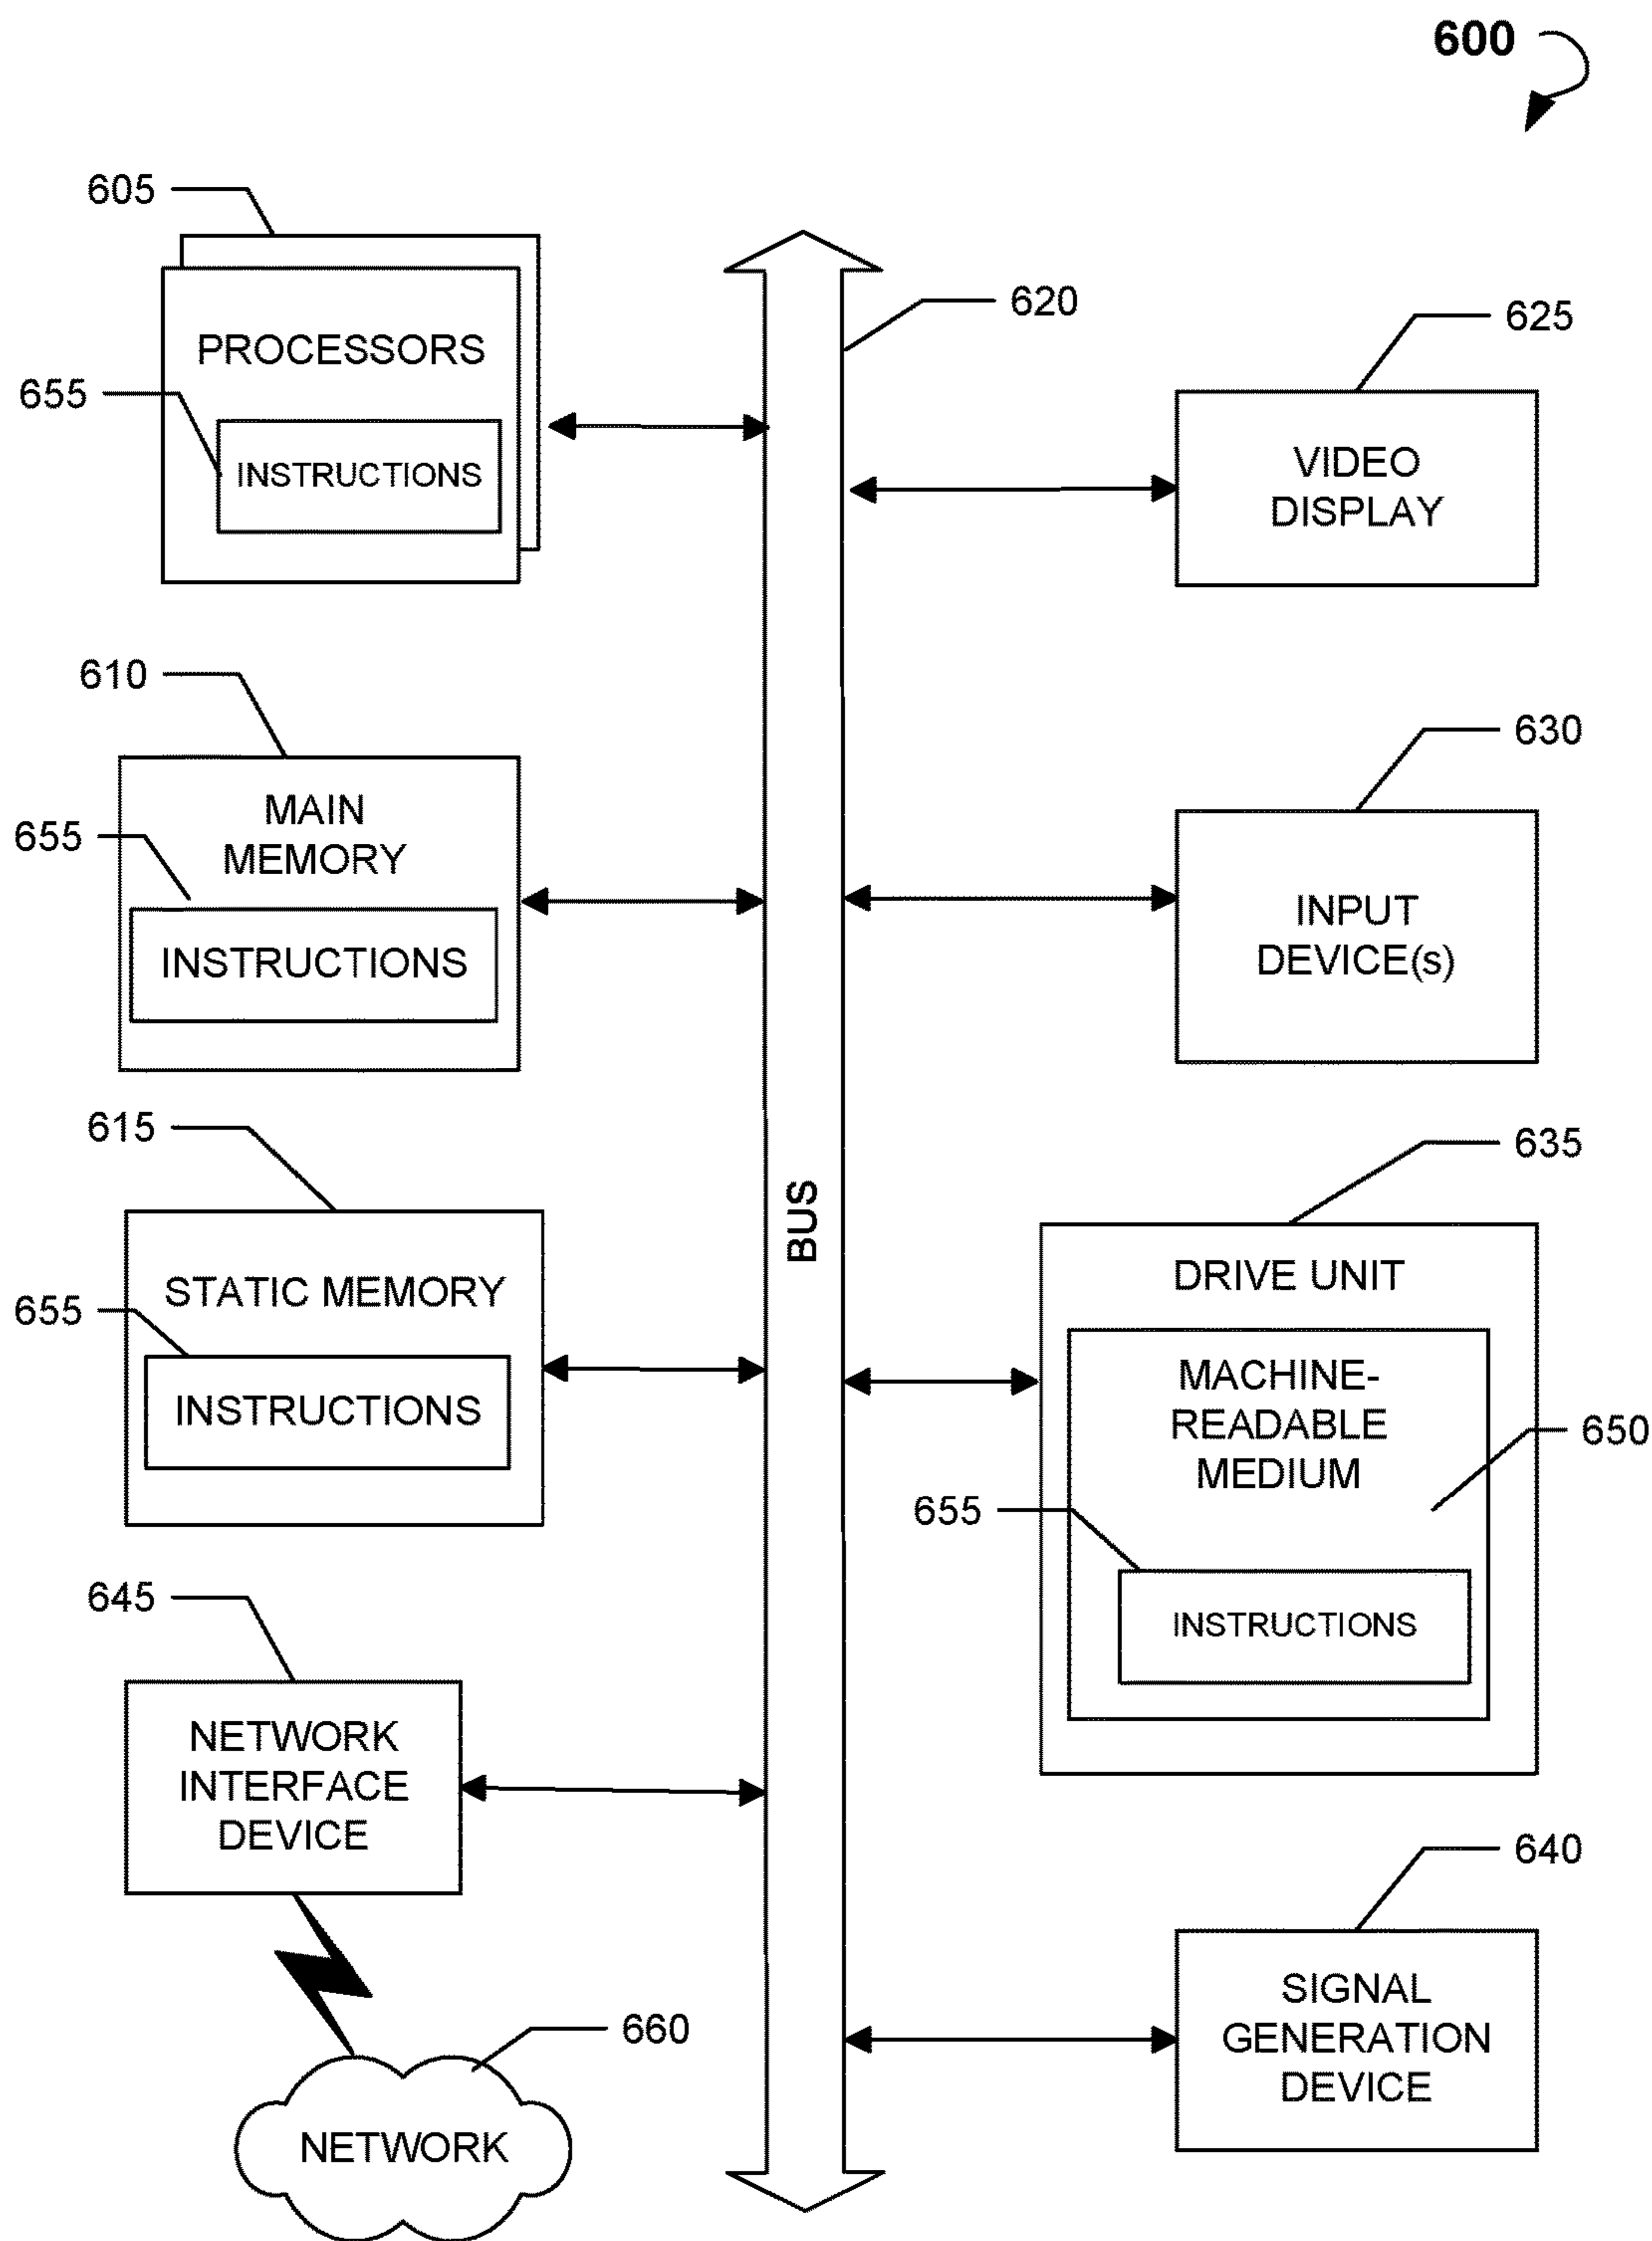 600
605
PROCESSORS
655
INSTRUCTIONS
620
625
VIDEO
DISPLAY
610
MAIN
MEMORY
655
INSTRUCTIONS
630
INPUT
DEVICE(s)
615
STATIC MEMORY
655
INSTRUCTIONS
BUS
635
DRIVE UNIT
MACHINE-
READABLE
MEDIUM
650
655
INSTRUCTIONS
645
NETWORK
INTERFACE
DEVICE
640
SIGNAL
GENERATION
DEVICE
660
NETWORK